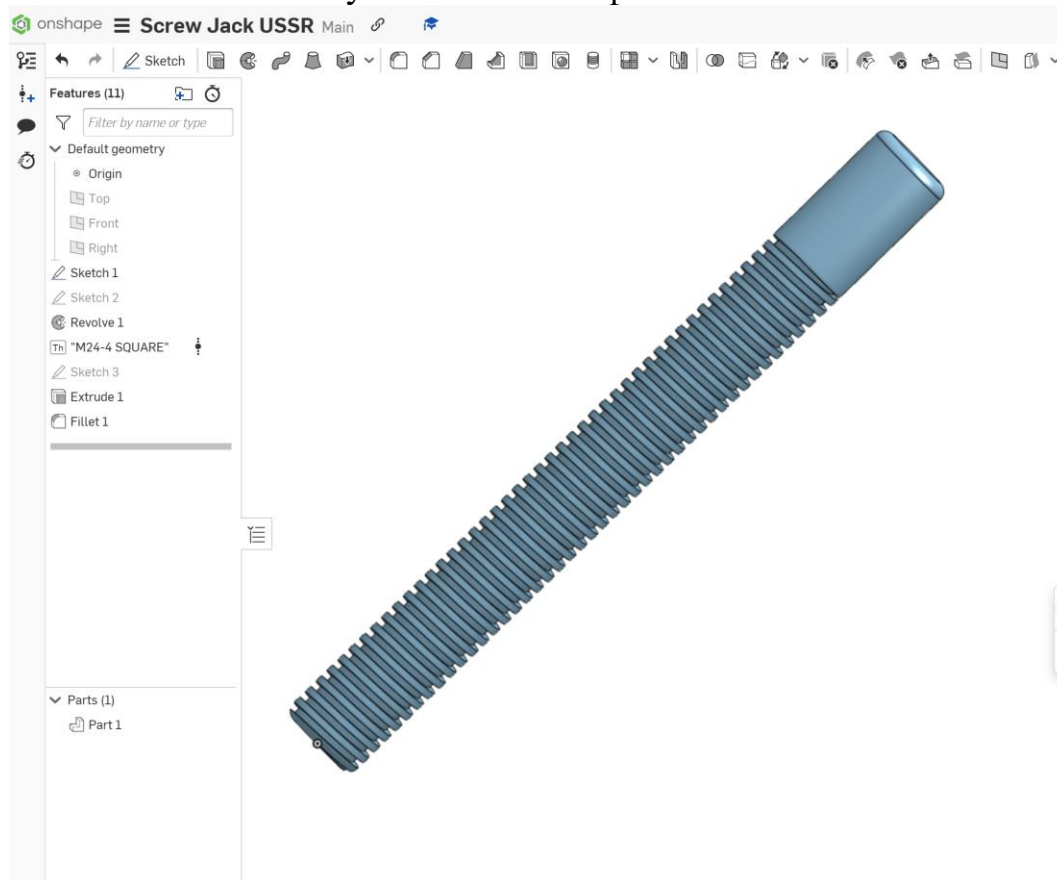 onshape Screw Jack USSR Main
Sketch
Features (11)
Filter by name or type
Default geometry
Origin
Top
Front
Right
Sketch 1
Sketch 2
Revolve 1
Th "M24-4 SQUARE"
Sketch 3
Extrude 1
Fillet 1
Parts (1)
Part 1